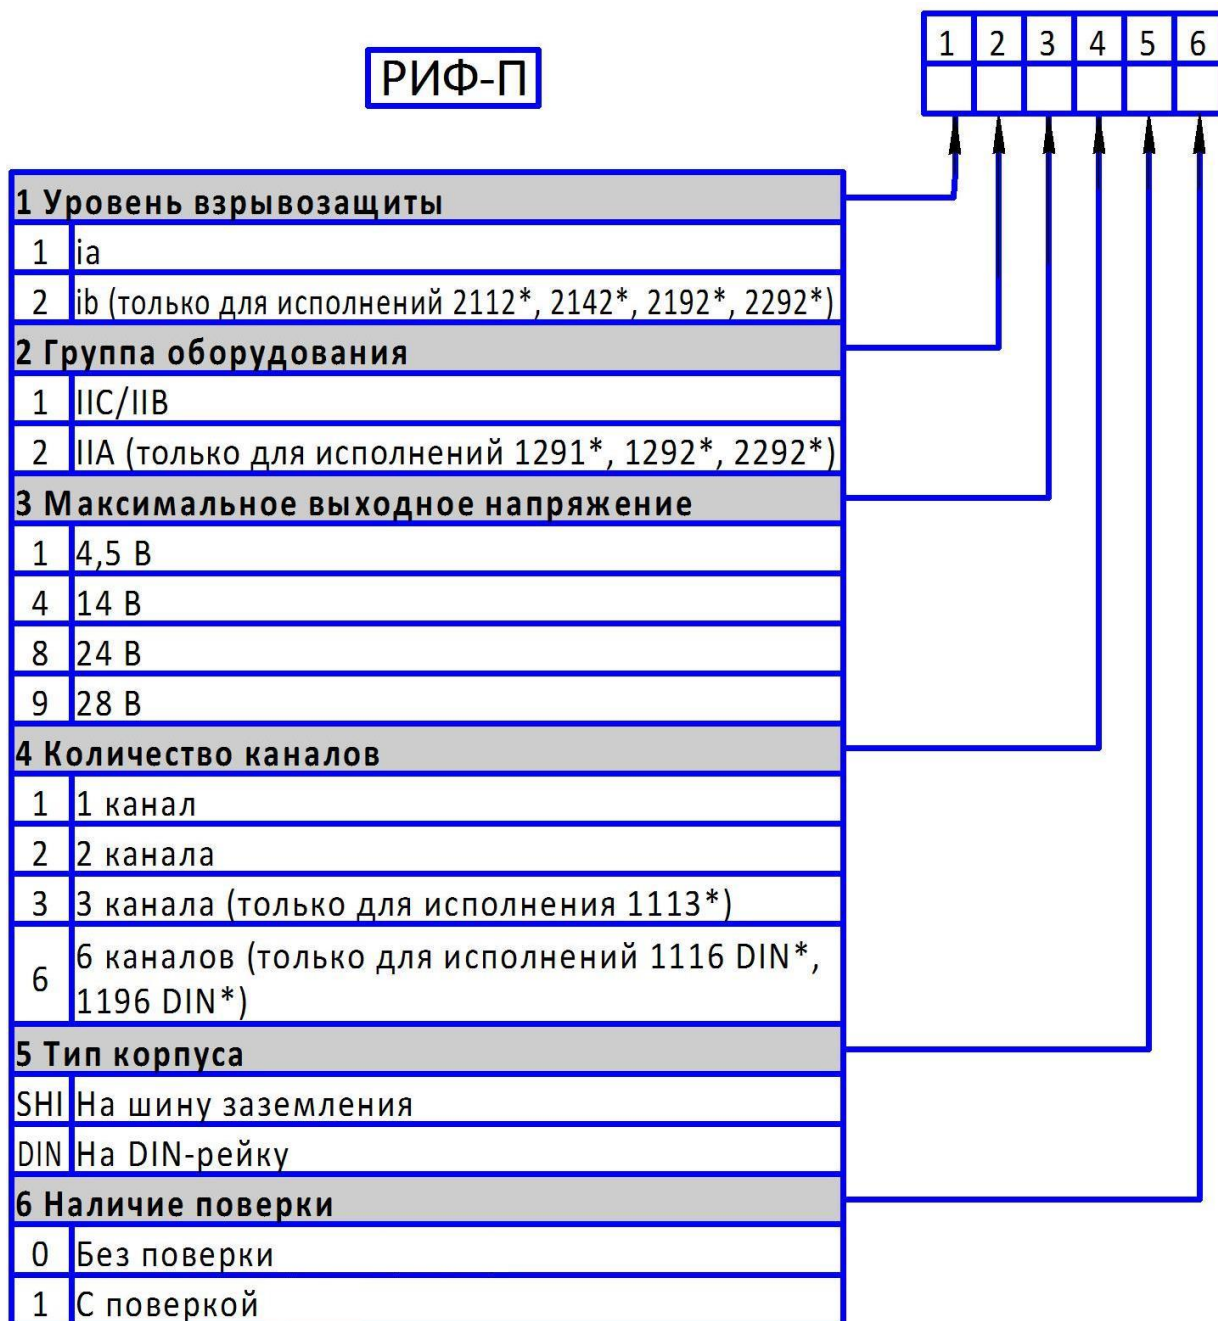 РИФ-П
1 2 3 4 5 6
1 Уровень взрывозащиты
1 ia
2 ib (только для исполнений 2112*, 2142*, 2192*, 2292*)
2 Группа оборудования
1 IIC/IIB
2 IIA (только для исполнений 1291*, 1292*, 2292*)
3 Максимальное выходное напряжение
1 4,5 В
4 14 В
8 24 В
9 28 В
4 Количество каналов
1 1 канал
2 2 канала
3 3 канала (только для исполнения 1113*)
6 6 каналов (только для исполнений 1116 DIN*,
1196 DIN*)
5 Тип корпуса
SHI На шину заземления
DIN На DIN-рейку
6 Наличие поверки
0 Без поверки
1 С поверкой